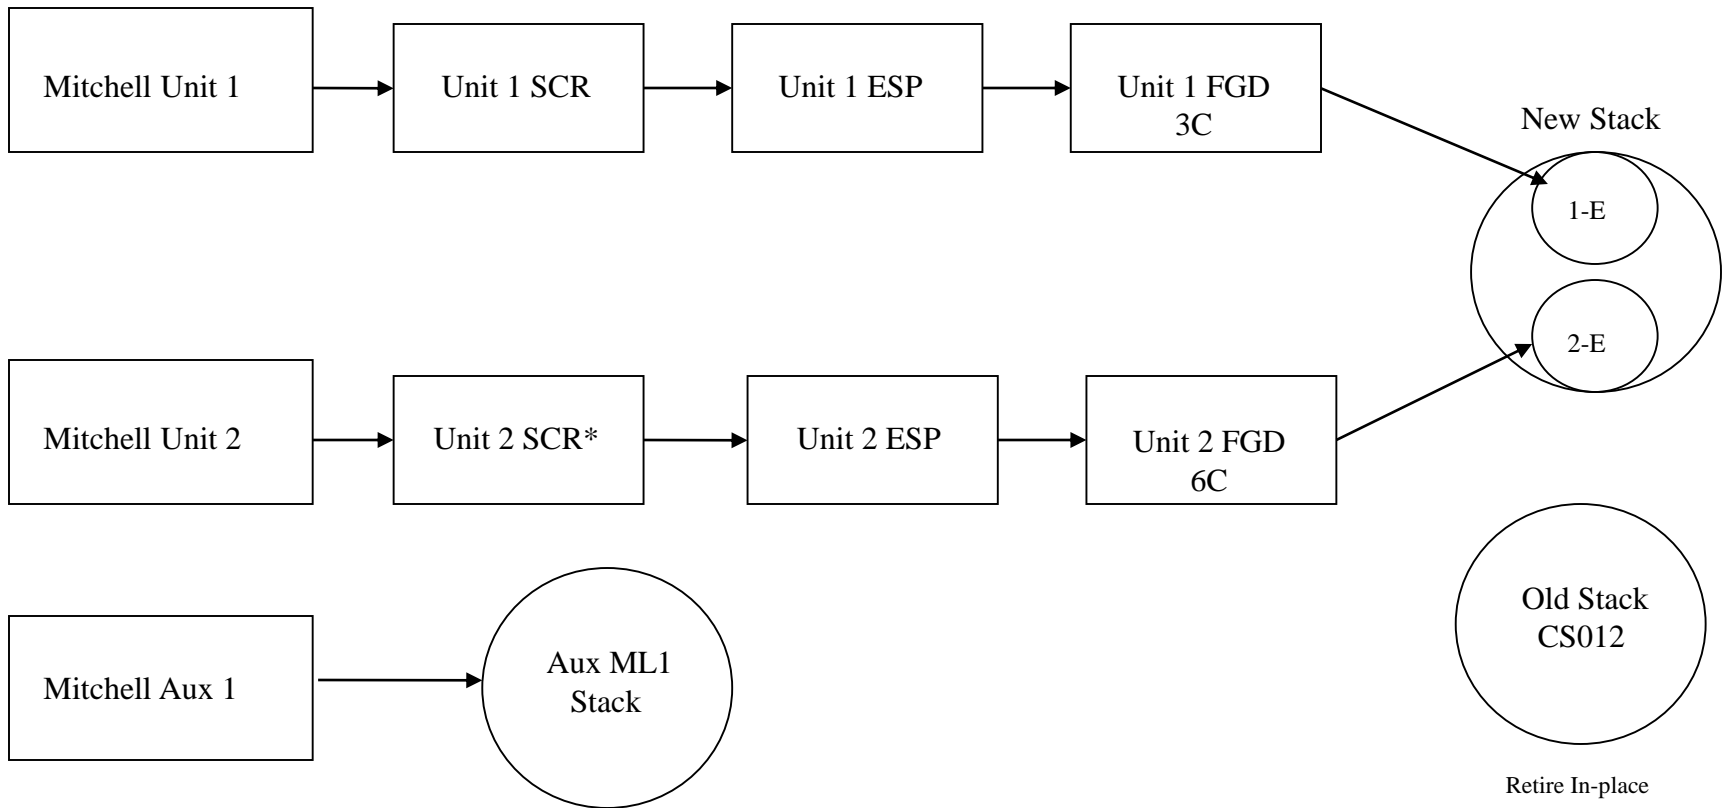 Mitchell Unit 1
Unit 1 SCR
Unit 1 ESP
Unit 1 FGD
3C
New Stack
1-E
2-E
Mitchell Unit 2
Unit 2 SCR*
Unit 2 ESP
Unit 2 FGD
6C
Mitchell Aux 1
Aux ML1
Stack
Old Stack
CS012
Retire In-place